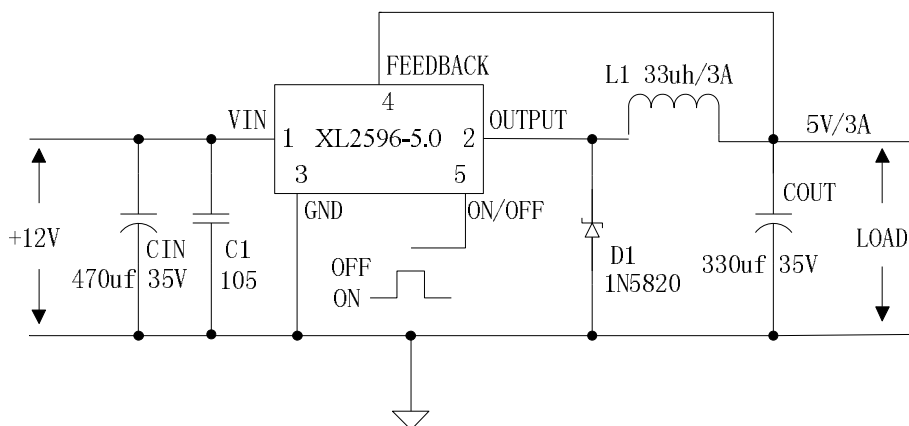 FEEDBACK
L1 33uh/3A
4
VIN
1
XL2596-5.0
2
OUTPUT
5V/3A
3
5
GND
ON/OFF
COUT
+12V
CIN
C1
OFF
D1
LOAD
470uf 35V
105
ON
1N5820
330uf 35V